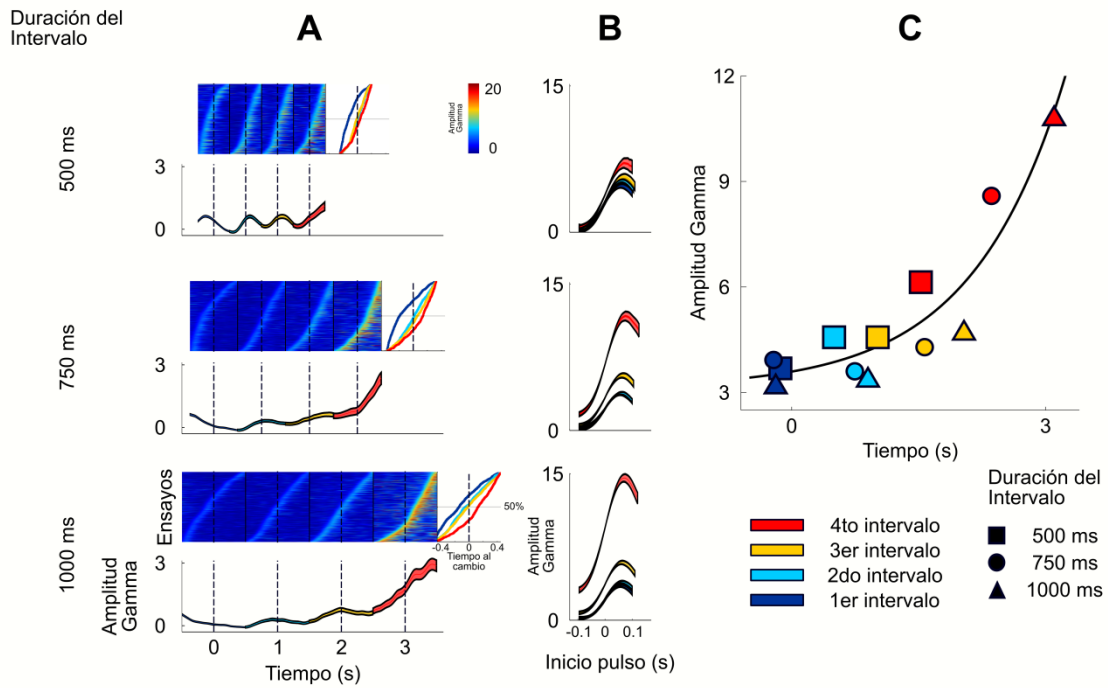 Duración del
Intervalo
A
B
C
500 ms
20
Amplitud
Gamma
0
3
0
15
0
750 ms
3
0
15
0
1000 ms
Ensayos
50%
-0.4
0
0.4
Tiempo al
cambio
Amplitud
Gamma
3
0
0
1
2
3
Tiempo (s)
15
Amplitud
Gamma
0
-0.1
0
0.1
Inicio pulso (s)
Amplitud Gamma
12
9
6
3
0
3
Tiempo (s)
4to intervalo
3er intervalo
2do intervalo
1er intervalo
Duración del
Intervalo
500 ms
750 ms
1000 ms